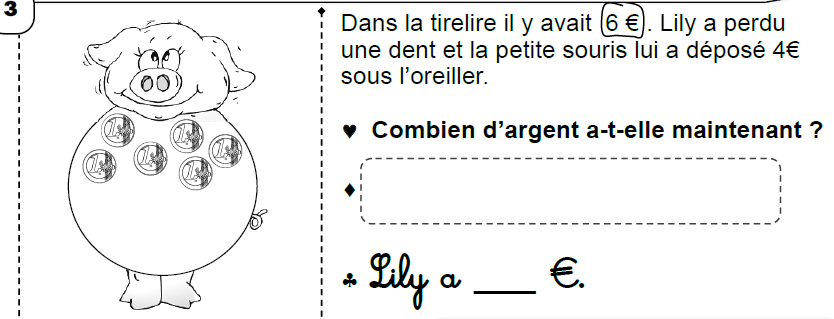 3
Dans la tirelire il y avait 6 €. Lily a perdu
une dent et la petite souris lui a déposé 4€
sous l'oreiller.
♥ Combien d'argent a-t-elle maintenant ?
♣ Lily a ____ €.